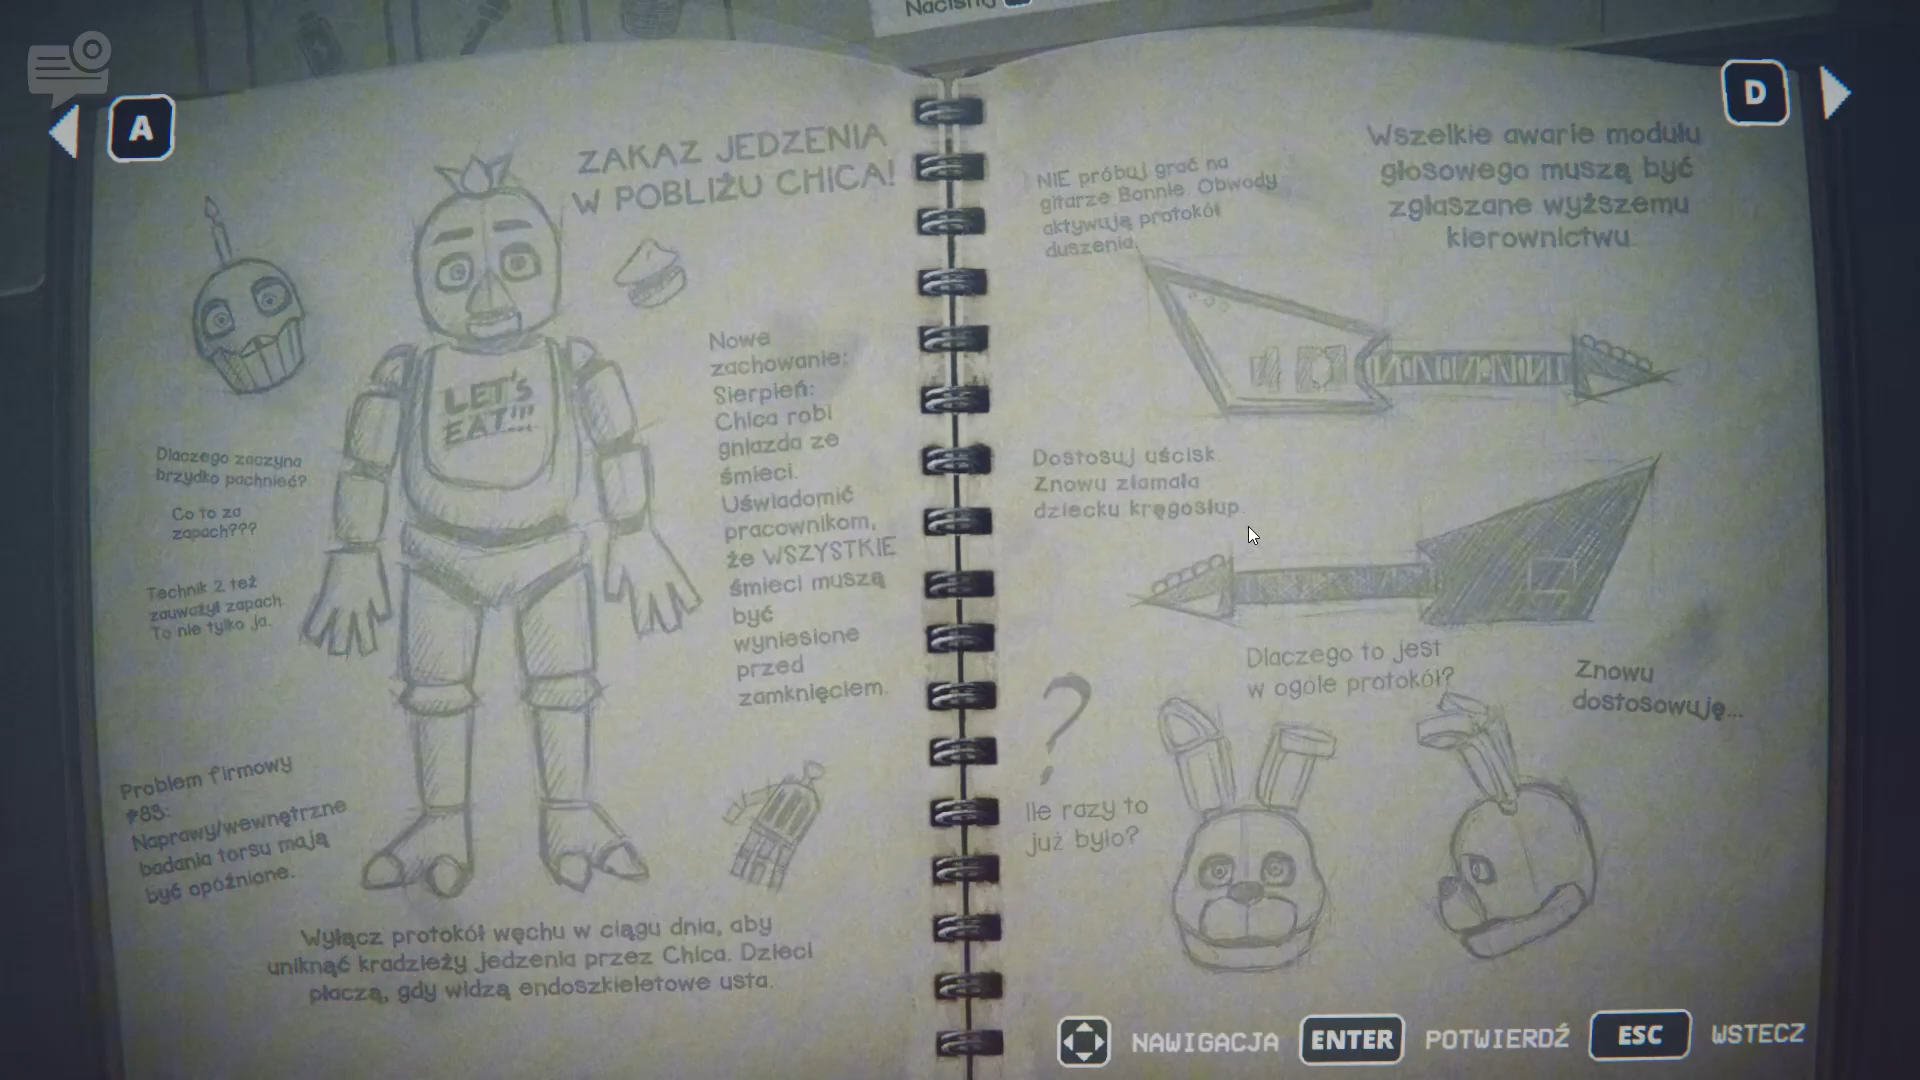 Naciśnij
A
D
ZAKAZ JEDZENIA
W POBLIŻU CHICA!
LET'S
EAT!!!
Nowe
zachowanie:
Sierpień:
Chica robi
gniazda ze
śmieci.
Uświadomić
pracownikom,
że WSZYSTKIE
śmieci muszą
być
wyniesione
przed
zamknięciem.
Dlaczego zaczyna
brzydko pachnieć?
Co to za
zapach???
Technik 2 też
zauważył zapach.
To nie tylko ja.
Problem firmowy
#83:
Naprawy/wewnętrzne
badania torsu mają
być opóźnione.
Wyłącz protokół węchu w ciągu dnia, aby
uniknąć kradzieży jedzenia przez Chica. Dzieci
płaczą, gdy widzą endoszkieletowe usta.
NIE próbuj grać na
gitarze Bonnie. Obwody
aktywują protokół
duszenia.
Wszelkie awarie modułu
głosowego muszą być
zgłaszane wyższemu
kierownictwu.
Dostosuj uścisk.
Znowu złamała
dziecku kręgosłup.
Dlaczego to jest
w ogóle protokół?
Znowu
dostosowuję...
?
Ile razy to
już było?
NAWIGACJA
ENTER
POTWIERDŹ
ESC
WSTECZ